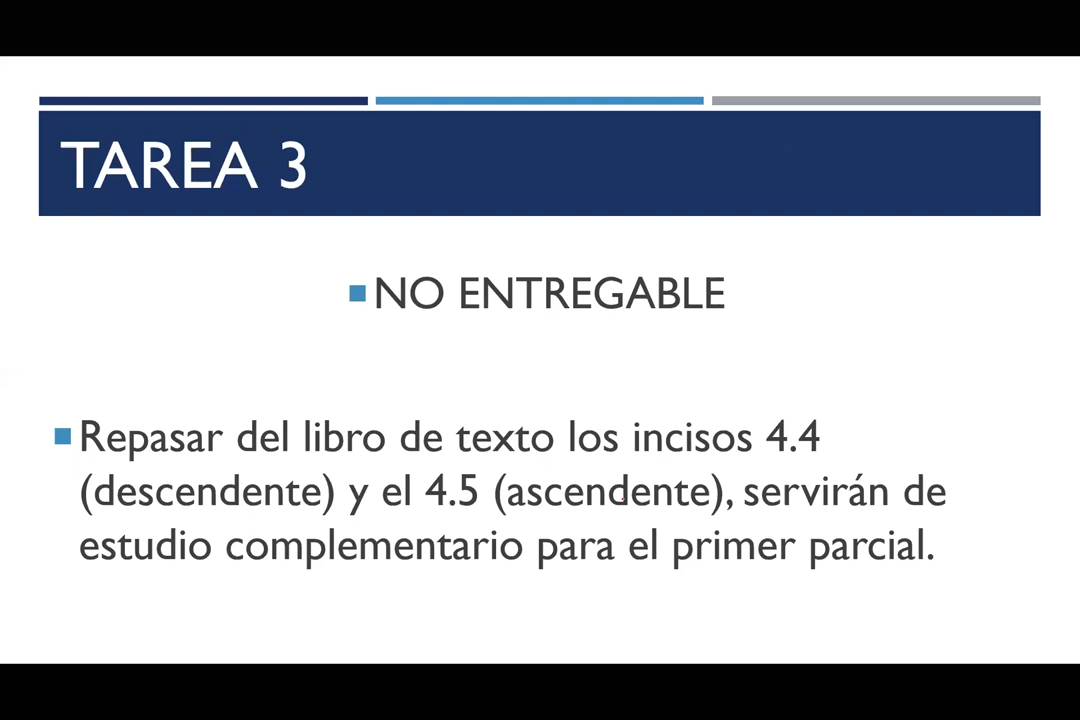 TAREA 3
NO ENTREGABLE
Repasar del libro de texto los incisos 4.4
(descendente) y el 4.5 (ascendente), servirán de
estudio complementario para el primer parcial.